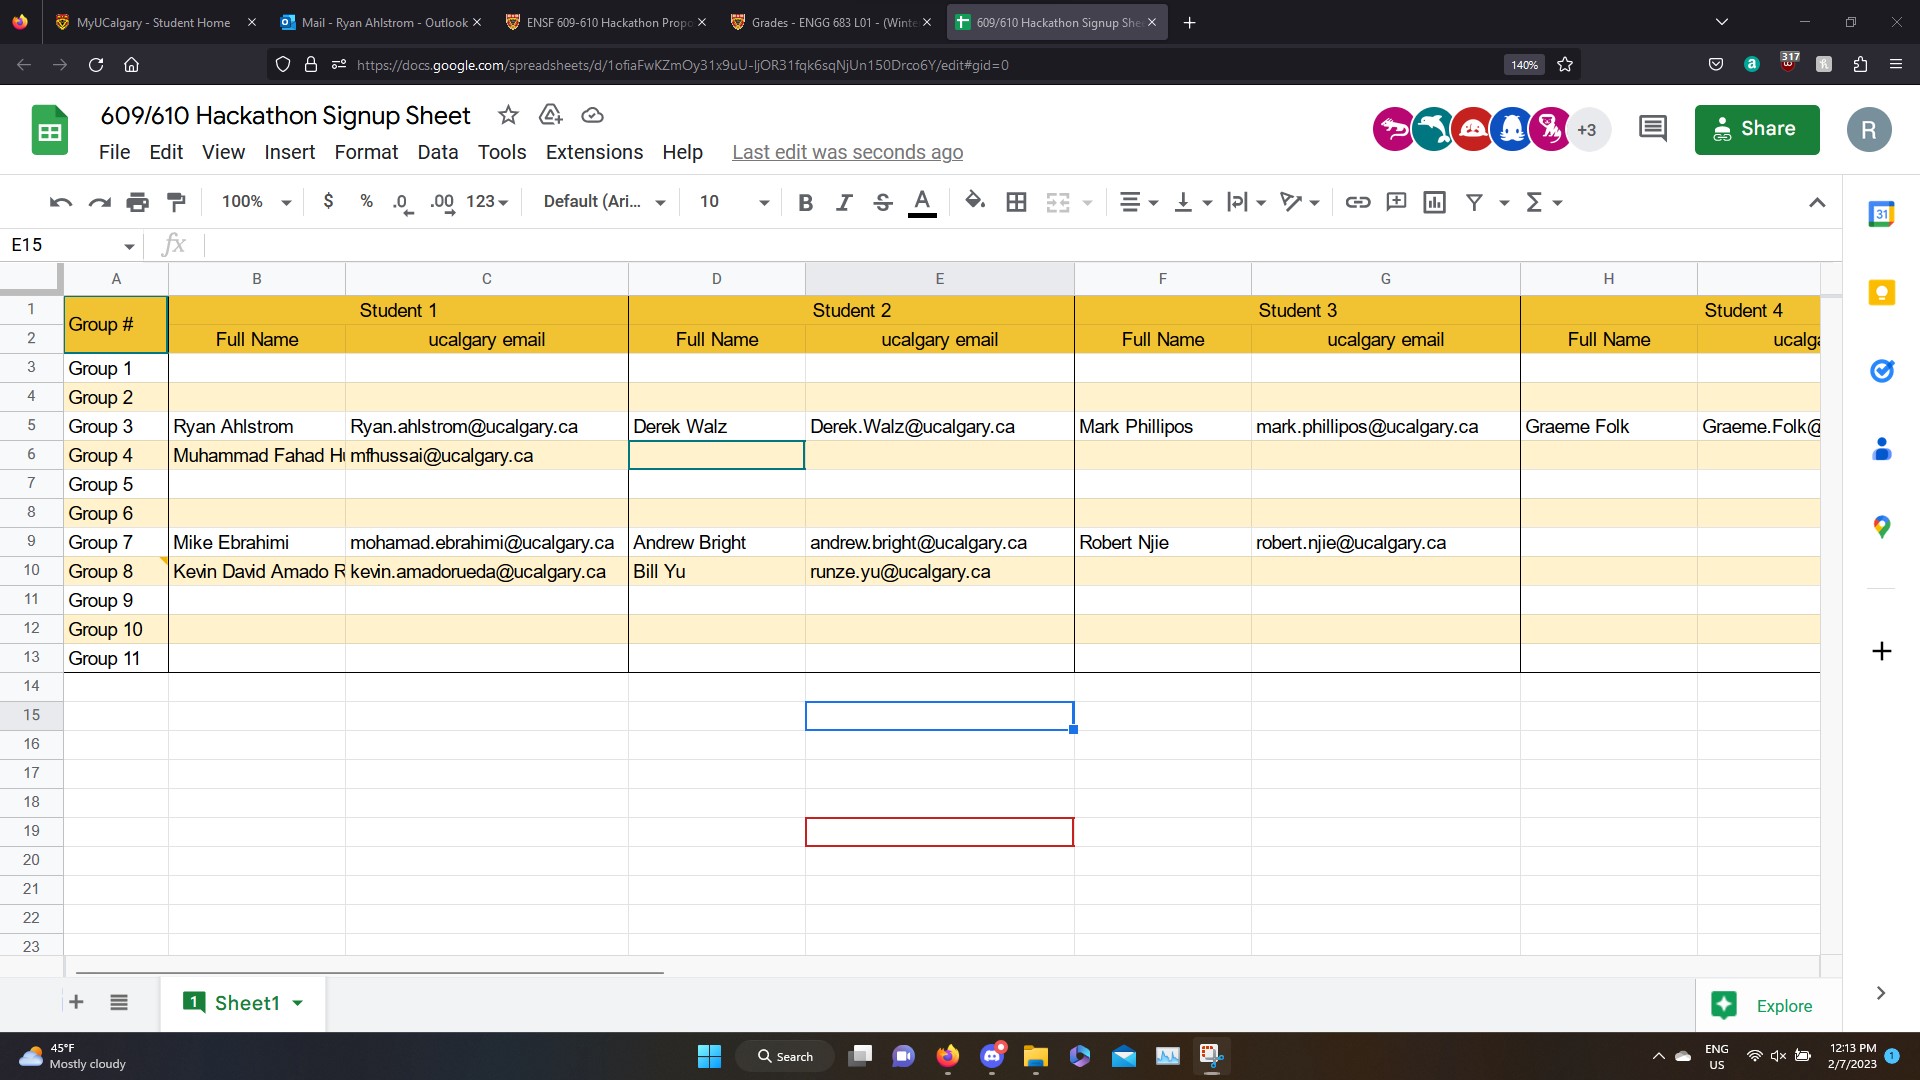 MyUCalgary - Student Home
Mail - Ryan Ahlstrom - Outlook
ENSF 609-610 Hackathon Propo
Grades - ENGG 683 L01 - (Winte
609/610 Hackathon Signup She
https://docs.google.com/spreadsheets/d/1ofiaFwKZmOy31x9uU-ljOR31fqk6sqNjUn150Drco6Y/edit#gid=0
140%
317
609/610 Hackathon Signup Sheet
+3
Share
R
File Edit View Insert Format Data Tools Extensions Help Last edit was seconds ago
100% $ % .0 .00 123 Default (Ari... 10 B I S A
31
E15 fx
A B C D E F G H
1 Group # Student 1 Student 2 Student 3 Student 4
2 Full Name ucalgary email Full Name ucalgary email Full Name ucalgary email Full Name ucalga
3 Group 1
4 Group 2
5 Group 3 Ryan Ahlstrom Ryan.ahlstrom@ucalgary.ca Derek Walz Derek.Walz@ucalgary.ca Mark Phillipos mark.phillipos@ucalgary.ca Graeme Folk Graeme.Folk@
6 Group 4 Muhammad Fahad Hu mfhussai@ucalgary.ca
7 Group 5
8 Group 6
9 Group 7 Mike Ebrahimi mohamad.ebrahimi@ucalgary.ca Andrew Bright andrew.bright@ucalgary.ca Robert Njie robert.njie@ucalgary.ca
10 Group 8 Kevin David Amado R kevin.amadorueda@ucalgary.ca Bill Yu runze.yu@ucalgary.ca
11 Group 9
12 Group 10
13 Group 11
14
15
16
17
18
19
20
21
22
23
1 Sheet1
Explore
45°F
Mostly cloudy
Search
ENG
US
12:13 PM
2/7/2023
1